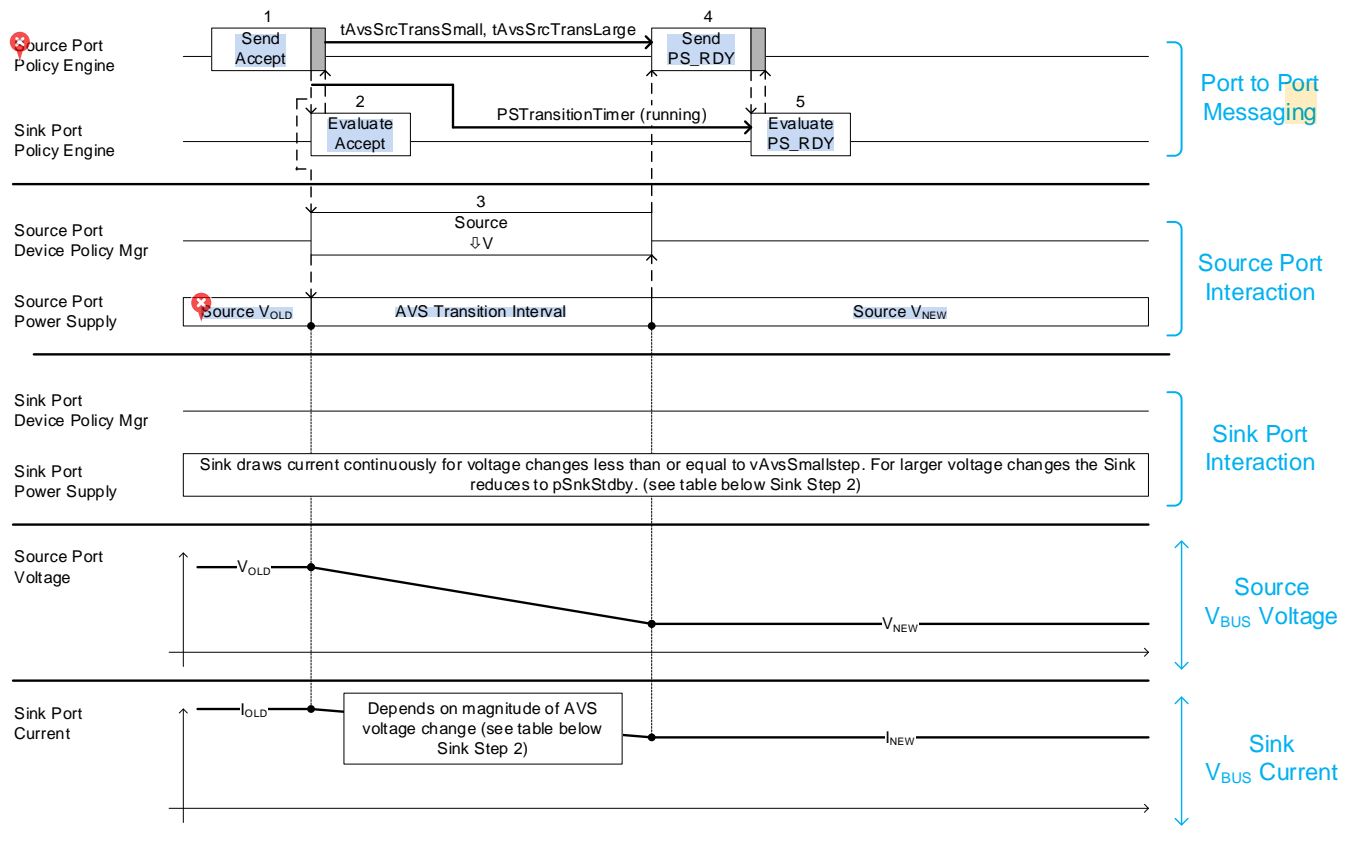 1
Send
Accept
tAvsSrcTransSmall, tAvsSrcTransLarge
4
Send
PS_RDY
Source Port
Policy Engine
2
Evaluate
Accept
PSTransitionTimer (running)
5
Evaluate
PS_RDY
Sink Port
Policy Engine
Port to Port
Messaging
3
Source
⇩V
Source Port
Device Policy Mgr
Source Port
Power Supply
Source VOLD
AVS Transition Interval
Source VNEW
Source Port
Interaction
Sink Port
Device Policy Mgr
Sink Port
Power Supply
Sink draws current continuously for voltage changes less than or equal to vAvsSmallstep. For larger voltage changes the Sink
reduces to pSnkStdby. (see table below Sink Step 2)
Sink Port
Interaction
Source Port
Voltage
VOLD
VNEW
Source
VBUS Voltage
Sink Port
Current
IOLD
Depends on magnitude of AVS
voltage change (see table below
Sink Step 2)
INEW
Sink
VBUS Current